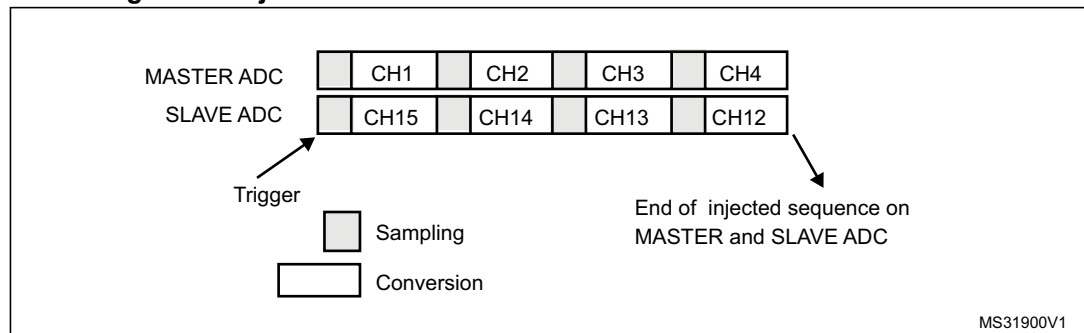 MASTER ADC CH1 CH2 CH3 CH4
SLAVE ADC CH15 CH14 CH13 CH12
Trigger
End of injected sequence on
MASTER and SLAVE ADC
Sampling
Conversion
MS31900V1